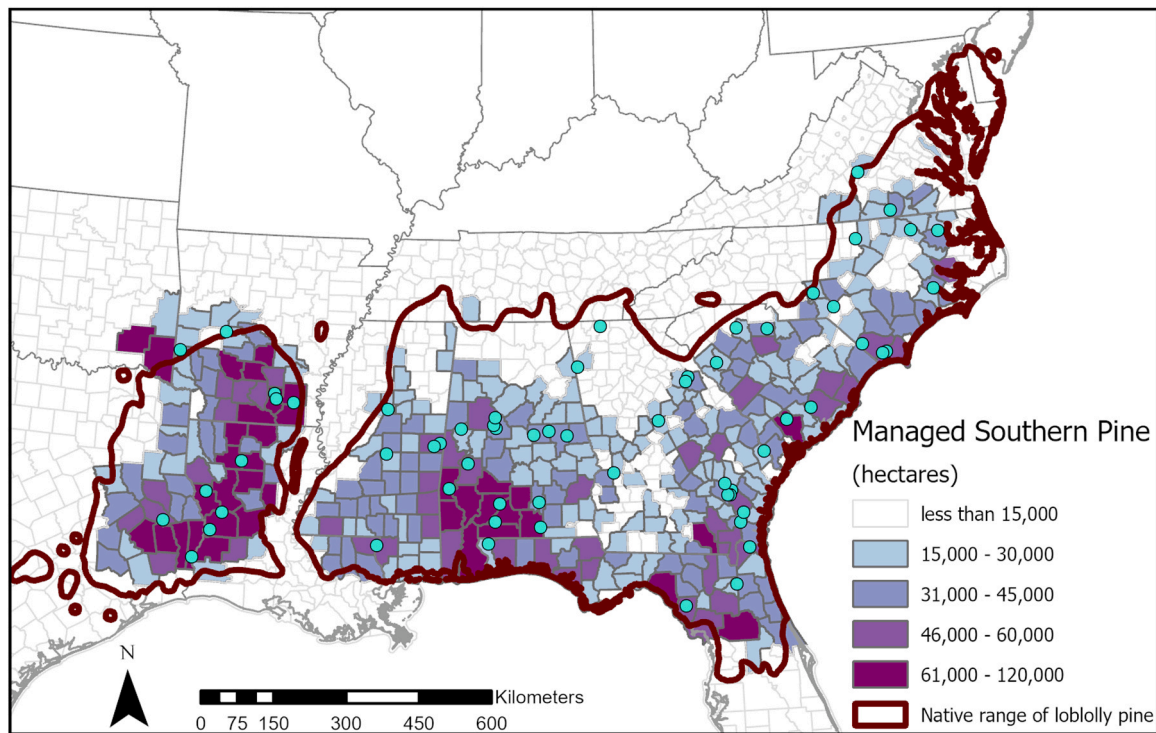 Managed Southern Pine
(hectares)
less than 15,000
15,000 - 30,000
31,000 - 45,000
46,000 - 60,000
61,000 - 120,000
Native range of loblolly pine
N
Kilometers
0 75 150 300 450 600